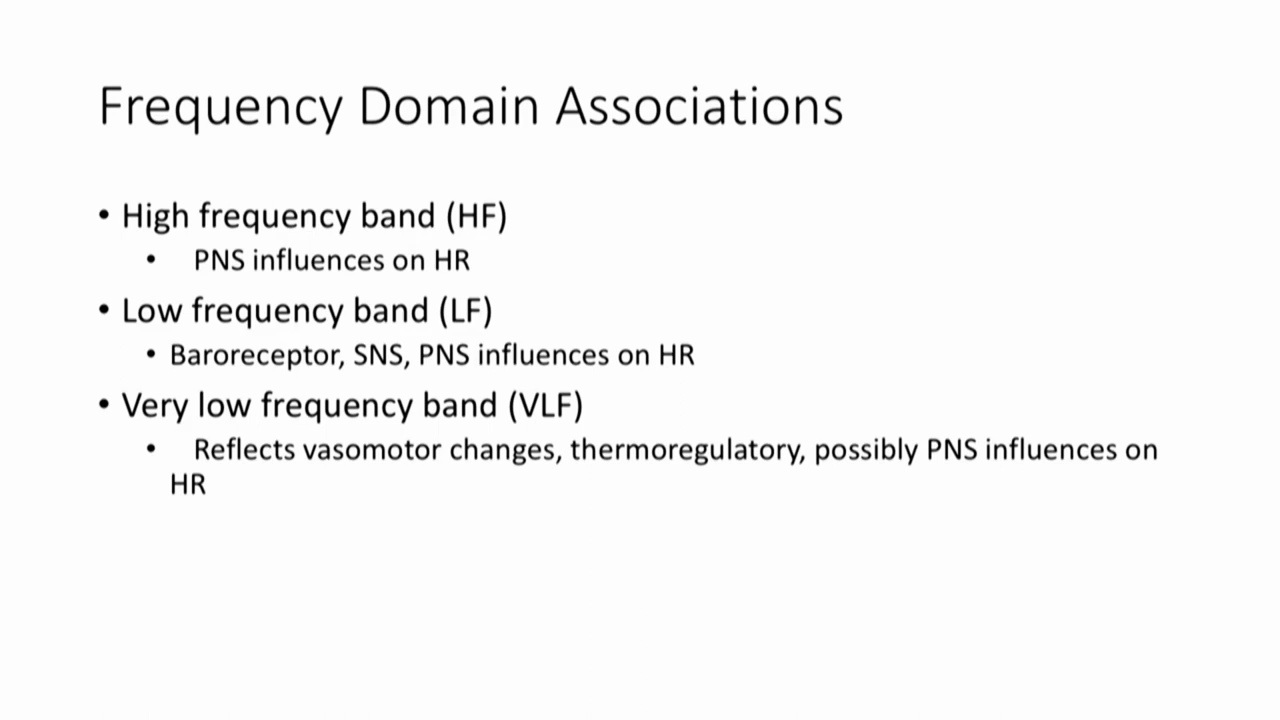 Frequency Domain Associations
• High frequency band (HF)
• PNS influences on HR
• Low frequency band (LF)
• Baroreceptor, SNS, PNS influences on HR
• Very low frequency band (VLF)
• Reflects vasomotor changes, thermoregulatory, possibly PNS influences on
HR